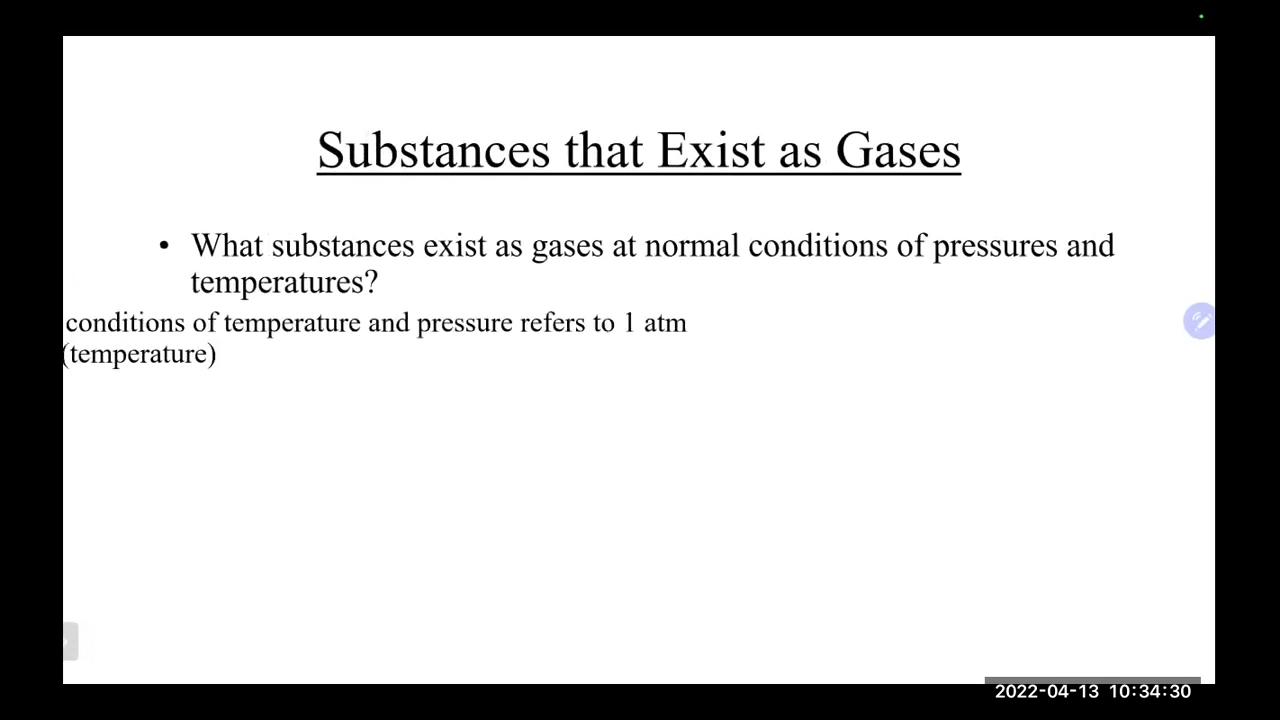 Substances that Exist as Gases
• What substances exist as gases at normal conditions of pressures and
temperatures?
conditions of temperature and pressure refers to 1 atm
(temperature)
2022-04-13 10:34:30